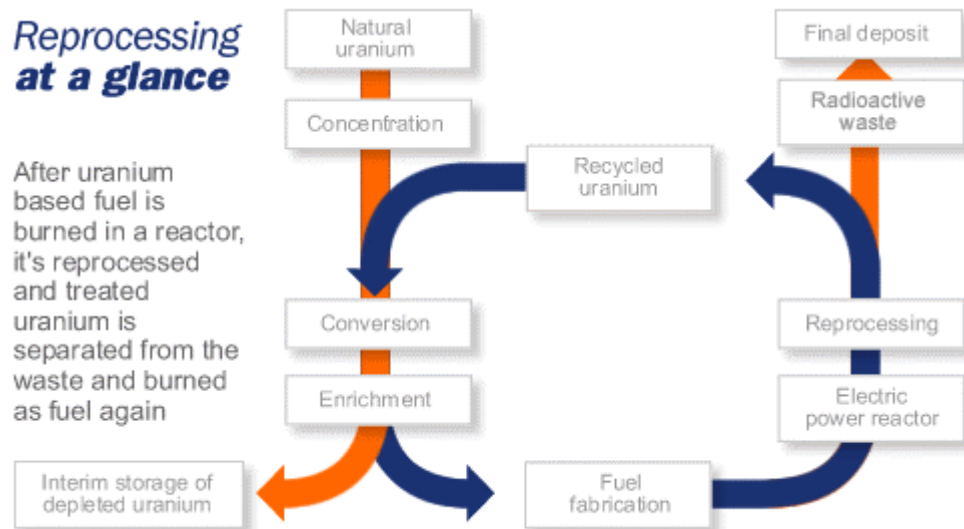 Reprocessing
at a glance
After uranium
based fuel is
burned in a reactor,
it's reprocessed
and treated
uranium is
separated from the
waste and burned
as fuel again
Natural
uranium
Concentration
Recycled
uranium
Conversion
Enrichment
Interim storage of
depleted uranium
Fuel
fabrication
Electric
power reactor
Reprocessing
Radioactive
waste
Final deposit